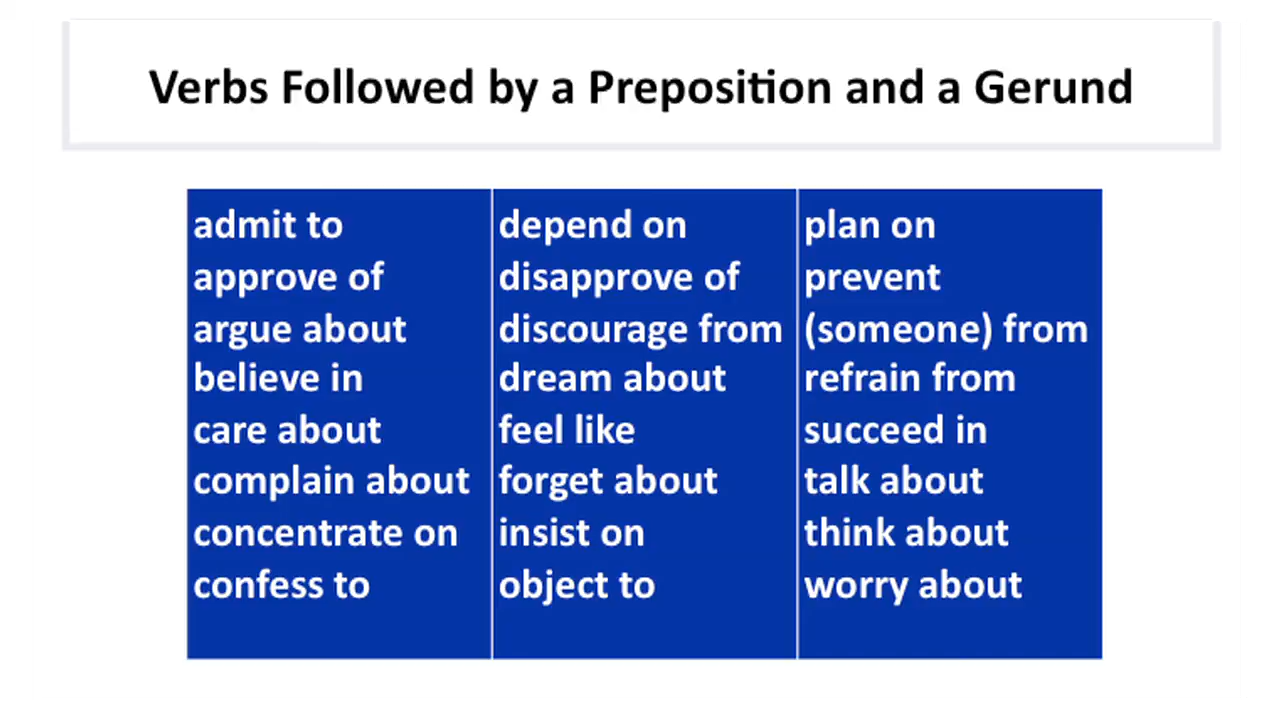 Verbs Followed by a Preposition and a Gerund
admit to
approve of
argue about
believe in
care about
complain about
concentrate on
confess to
depend on
disapprove of
discourage from
dream about
feel like
forget about
insist on
object to
plan on
prevent
(someone) from
refrain from
succeed in
talk about
think about
worry about